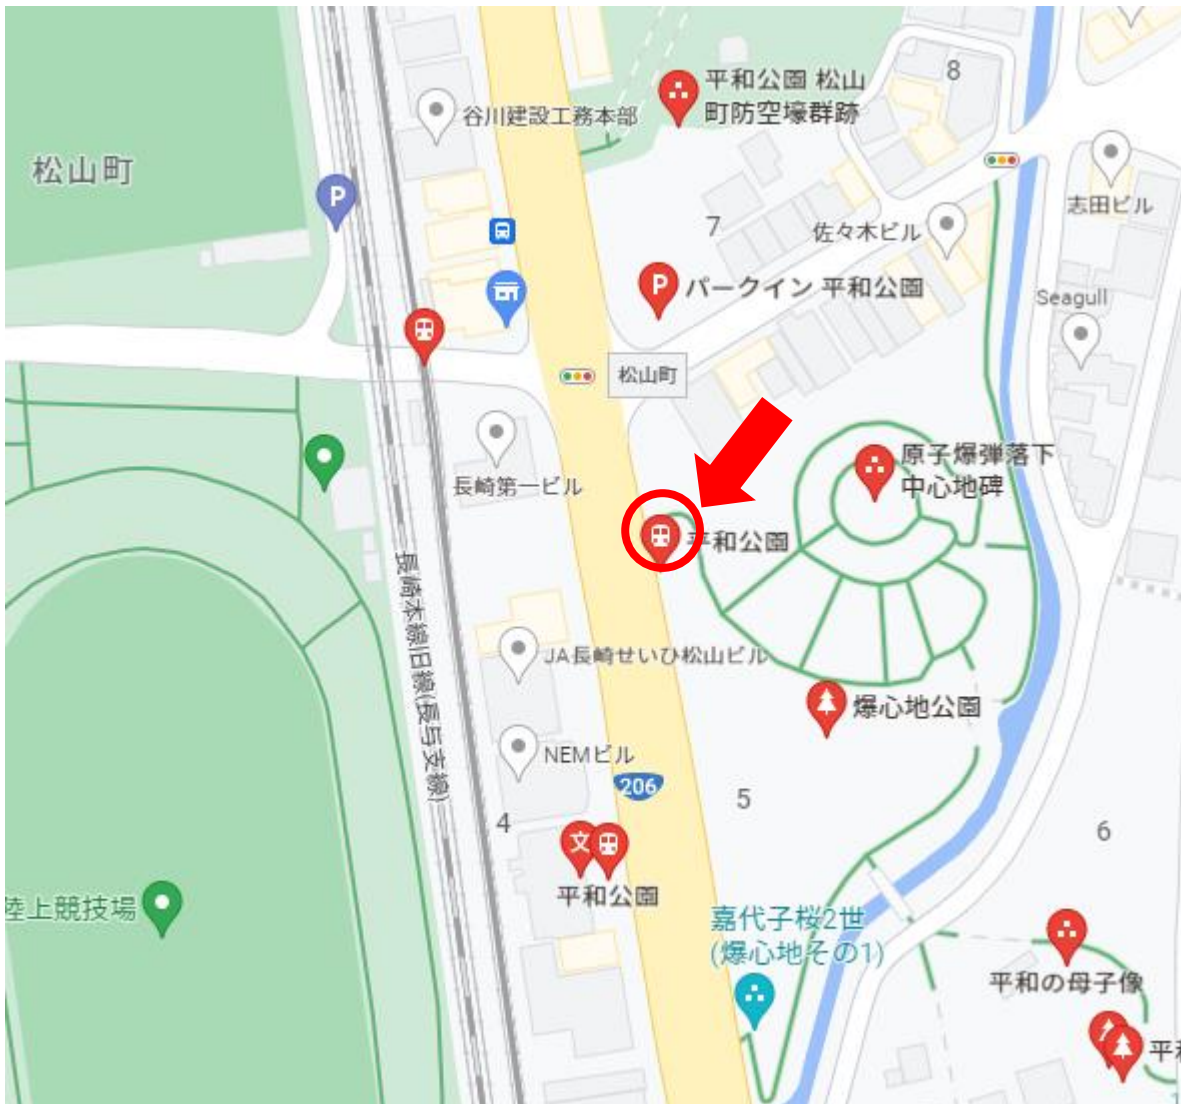 平和公園 松山
町防空壕群跡
8
谷川建設工務本部
松山町
P
志田ビル
7
佐々木ビル
P
パークイン 平和公園
Seagull
松山町
原子爆弾落下
中心地碑
長崎第一ビル
平和公園
長崎本線旧線(長与支線)
JA長崎せいひ松山ビル
爆心地公園
NEMビル
206
5
4
6
文
平和公園
陸上競技場
嘉代子桜2世
(爆心地その1)
平和の母子像
平和